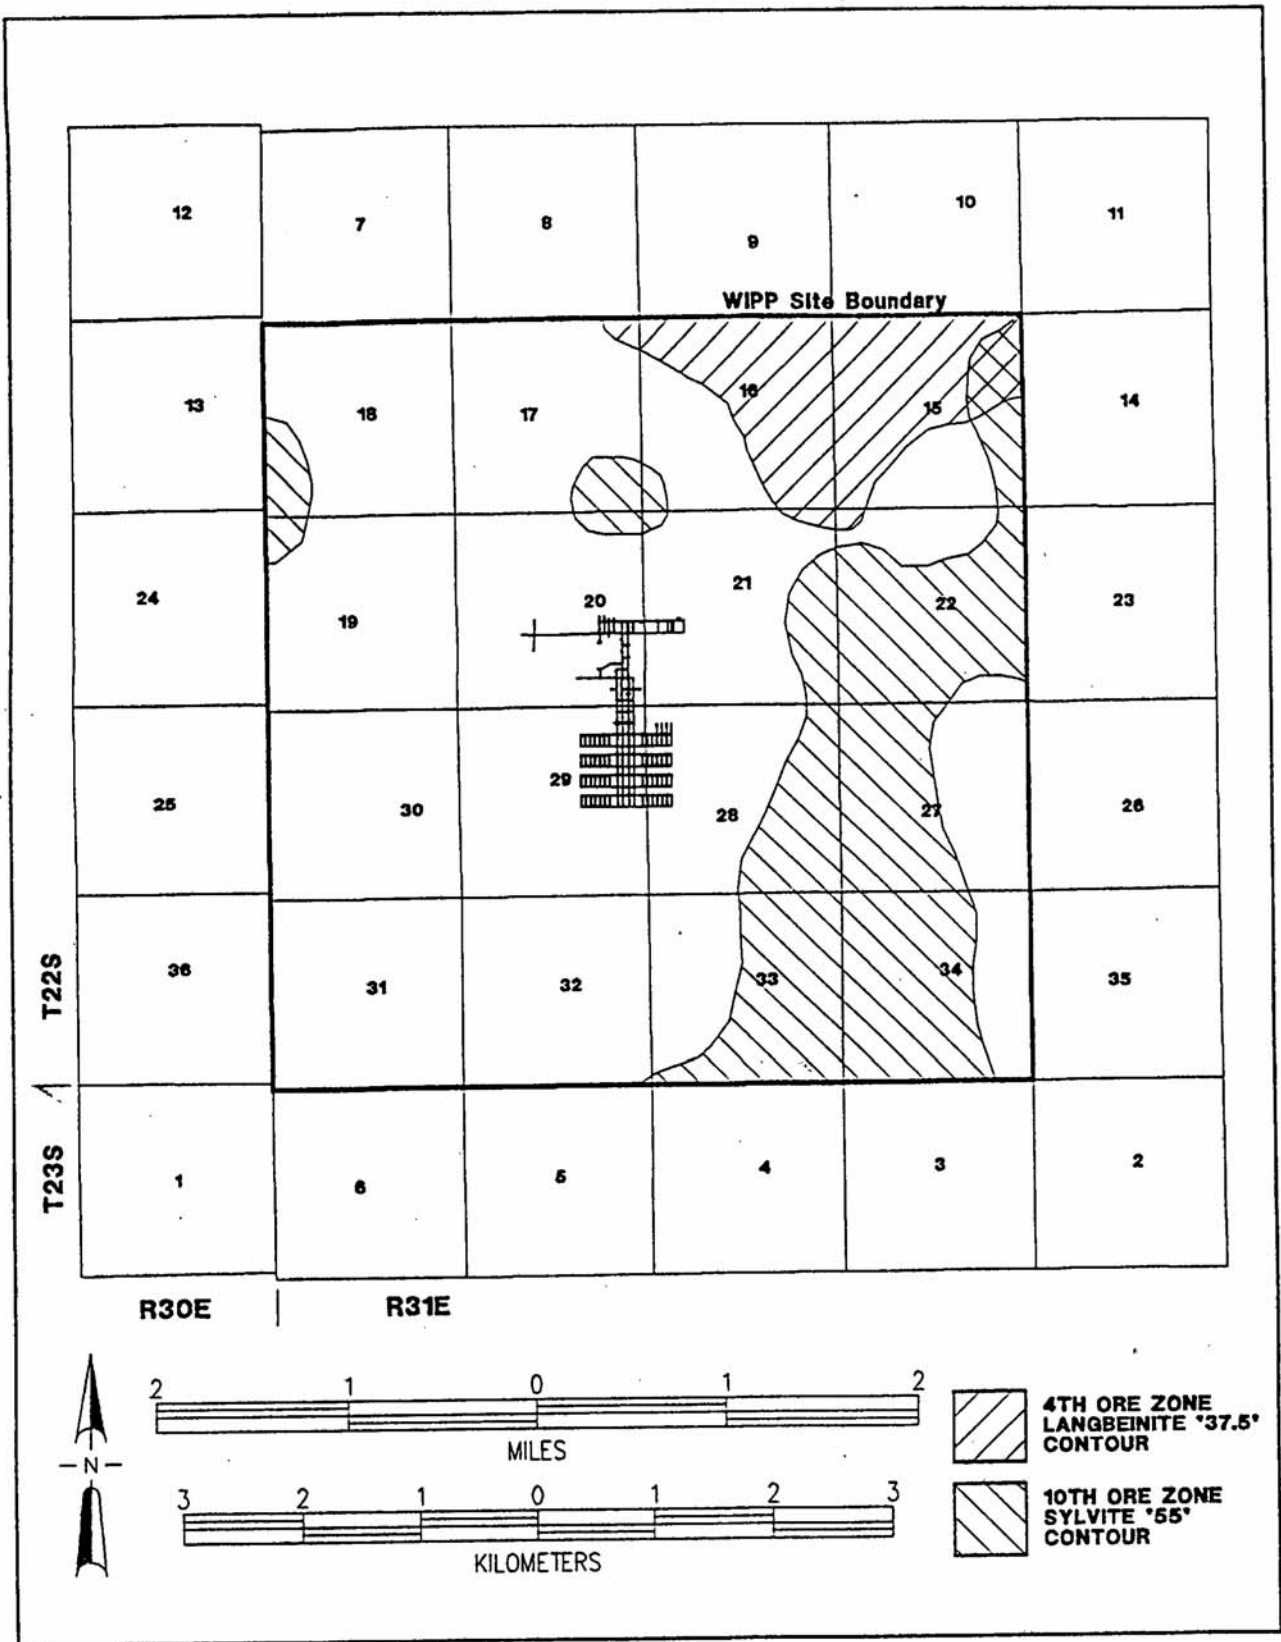 12
7
8
9
10
11
WIPP Site Boundary
13
18
17
16
15
14
24
19
20
21
22
23
25
30
29
28
27
26
T22S
36
31
32
33
34
35
T23S
1
6
5
4
3
2
R30E
R31E
2 1 0 1 2
MILES
N
3 2 1 0 1 2 3
KILOMETERS
4TH ORE ZONE
LANGBEINITE "37.5"
CONTOUR
10TH ORE ZONE
SYLVITE "55"
CONTOUR